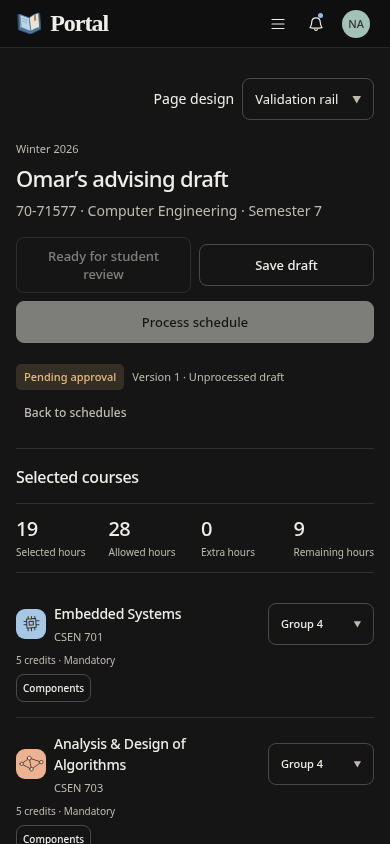 Portal
NA
Page design
Validation rail
Winter 2026
Omar’s advising draft
70-71577 · Computer Engineering · Semester 7
Ready for student
review
Save draft
Process schedule
Pending approval
Version 1 · Unprocessed draft
Back to schedules
Selected courses
19
28
0
9
Selected hours
Allowed hours
Extra hours
Remaining hours
Embedded Systems
CSEN 701
Group 4
5 credits · Mandatory
Components
Analysis & Design of
Algorithms
CSEN 703
Group 4
5 credits · Mandatory
Components